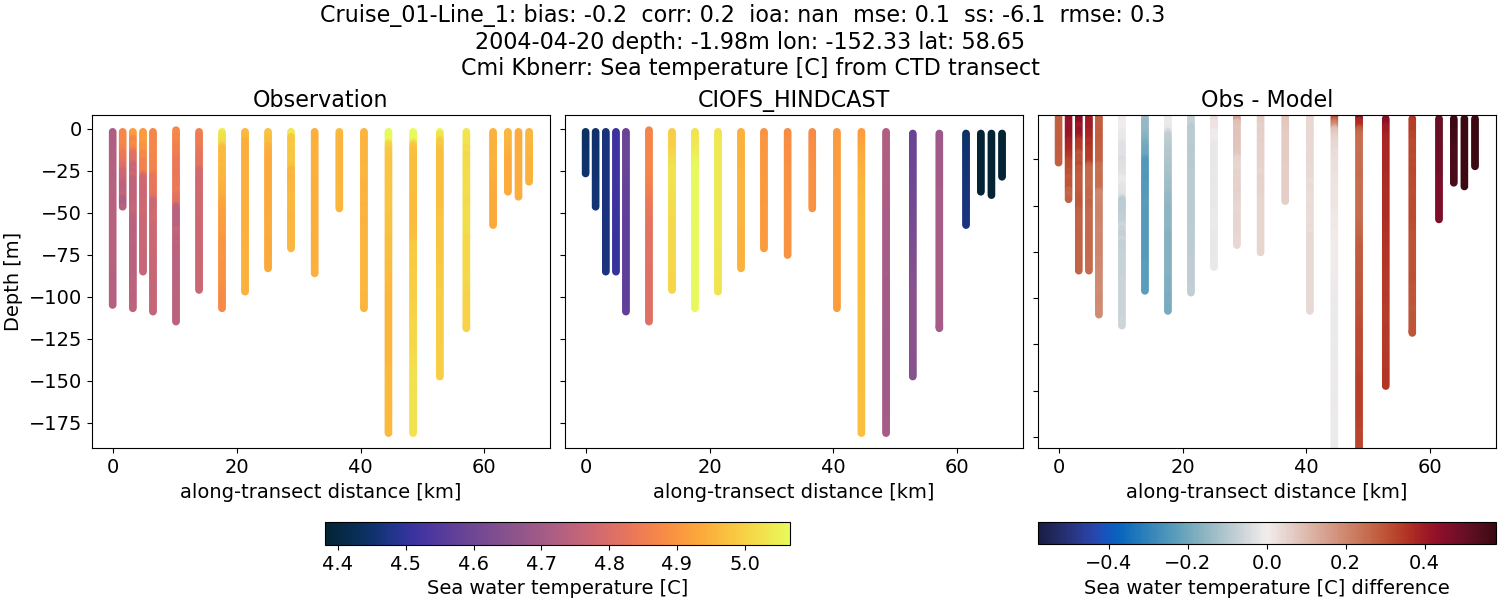 Cruise_01-Line_1: bias: -0.2  corr: 0.2  ioa: nan  mse: 0.1  ss: -6.1  rmse: 0.3
2004-04-20 depth: -1.98m lon: -152.33 lat: 58.65
Cmi Kbnerr: Sea temperature [C] from CTD transect
Observation
CIOFS_HINDCAST
Obs - Model
Depth [m]
0
−25
−50
−75
−100
−125
−150
−175
0 20 40 60
0 20 40 60
0 20 40 60
along-transect distance [km]
along-transect distance [km]
along-transect distance [km]
4.4 4.5 4.6 4.7 4.8 4.9 5.0
Sea water temperature [C]
−0.4 −0.2 0.0 0.2 0.4
Sea water temperature [C] difference